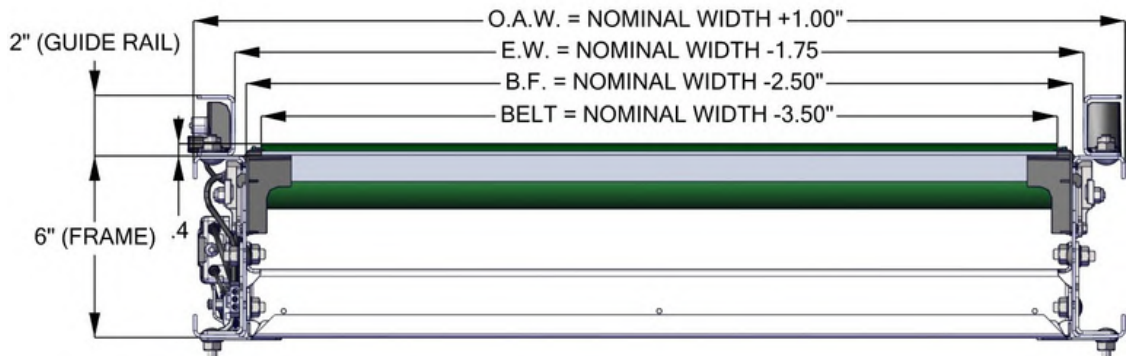 O.A.W. = NOMINAL WIDTH +1.00"
2" (GUIDE RAIL)
E.W. = NOMINAL WIDTH -1.75
B.F. = NOMINAL WIDTH -2.50"
BELT = NOMINAL WIDTH -3.50"
6" (FRAME)
.4